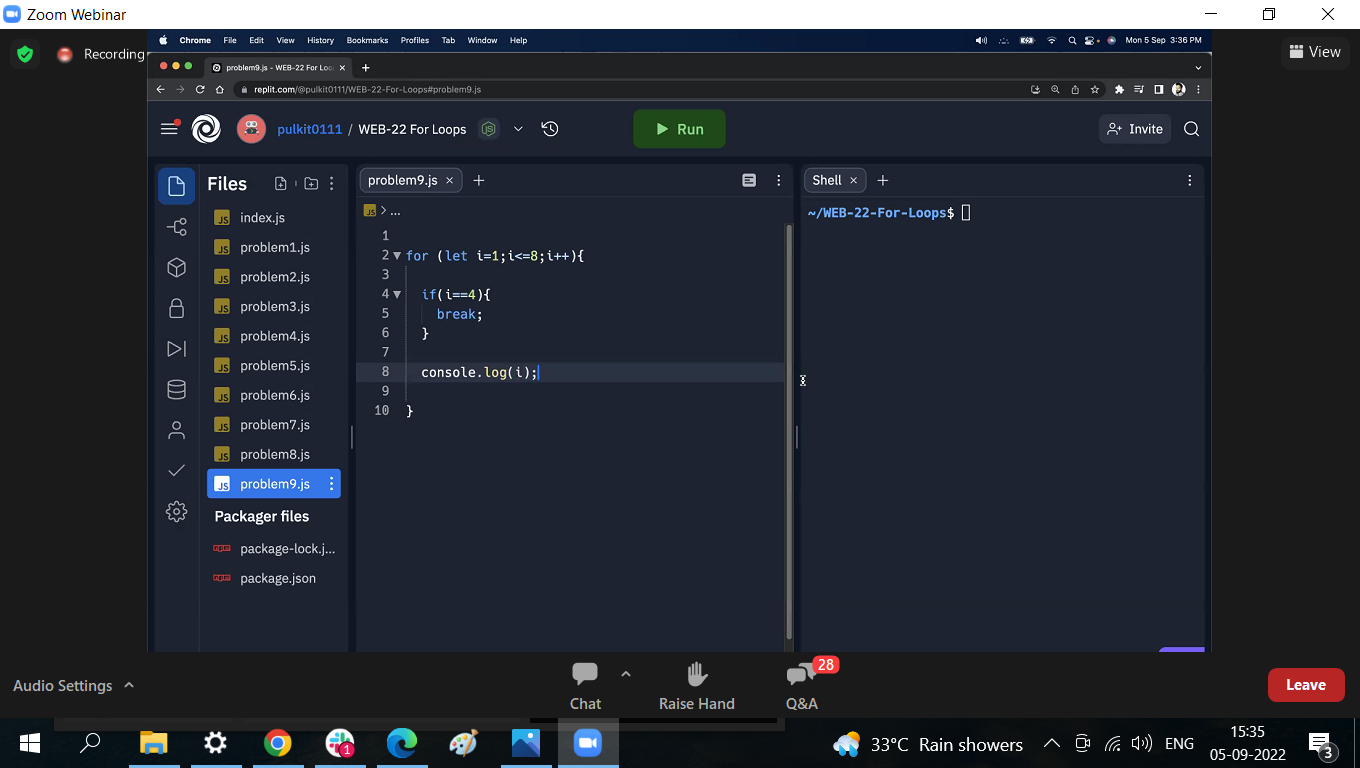 Zoom Webinar
Recording
View
Chrome File Edit View History Bookmarks Profiles Tab Window Help
Mon 5 Sep 3:36 PM
problem9.js - WEB-22 For Loo
replit.com/@pulkit0111/WEB-22-For-Loops#problem9.js
pulkit0111 / WEB-22 For Loops
Run
Invite
Files
index.js
problem1.js
problem2.js
problem3.js
problem4.js
problem5.js
problem6.js
problem7.js
problem8.js
problem9.js
Packager files
package-lock.j...
package.json
problem9.js
JS > ...
1
2 for (let i=1;i<=8;i++){
3
4 if(i==4){
5 break;
6 }
7
8 console.log(i);
9
10 }
Shell
~/WEB-22-For-Loops$
Audio Settings
Chat
Raise Hand
28
Q&A
Leave
1
33°C Rain showers
ENG
15:35
05-09-2022
3